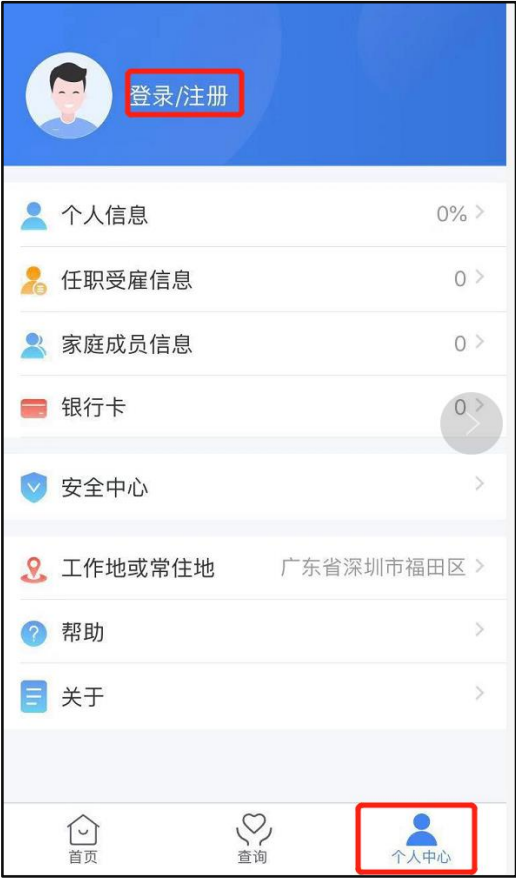 登录/注册
个人信息 0%
任职受雇信息 0
家庭成员信息 0
银行卡 0
安全中心
工作地或常住地 广东省深圳市福田区
帮助
关于
首页 查询 个人中心